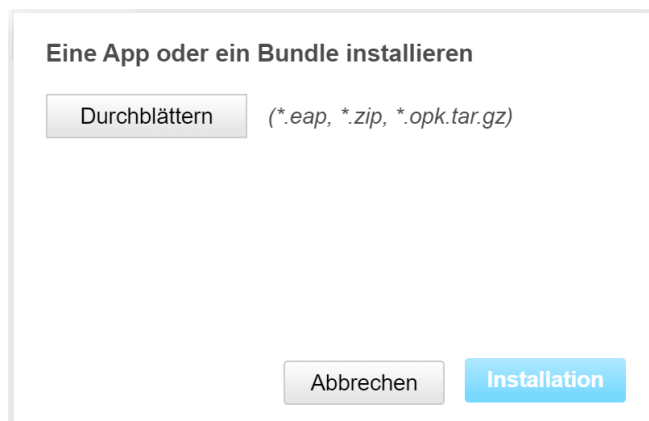 Eine App oder ein Bundle installieren
Durchblättern (*.eap, *.zip, *.opk.tar.gz)
Abbrechen Installation